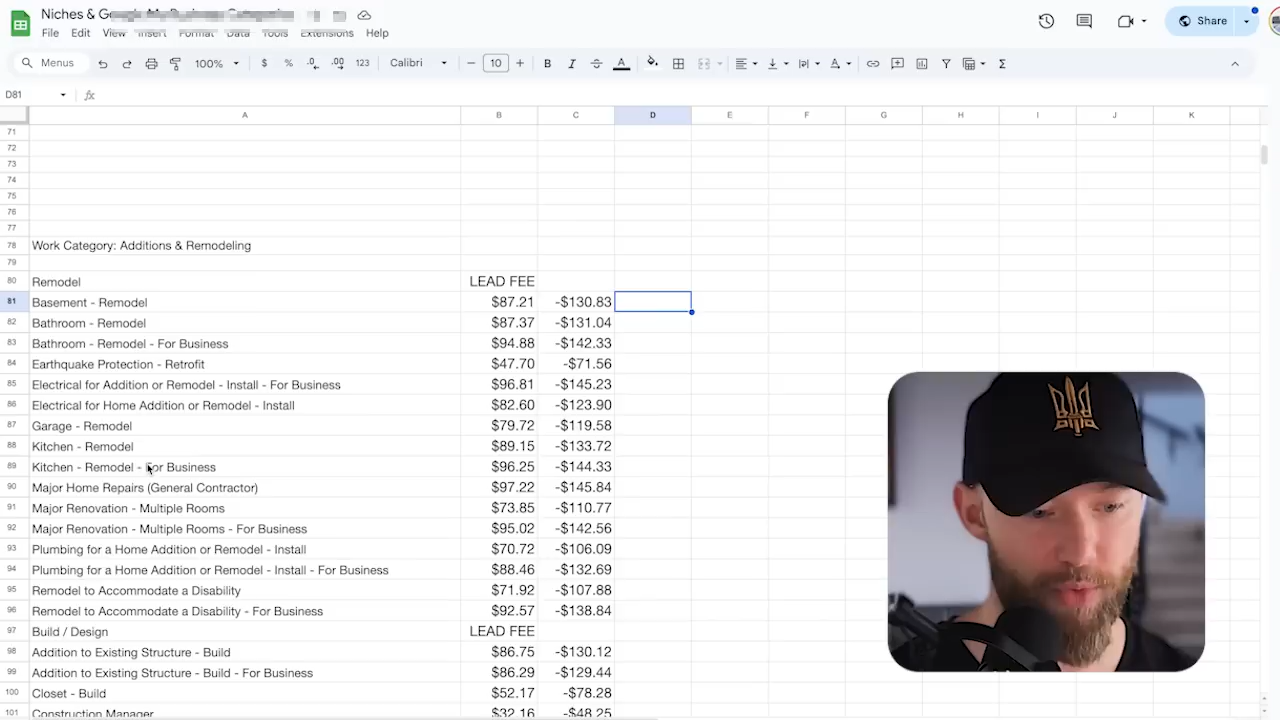 Niches &
File Edit View Insert Format Data Tools Extensions Help
Share
Menus 100% $ % .0 .00 123 Calibri 10 B I A Σ
D81 fx
A B C D E F G H I J K
71
72
73
74
75
76
77
78 Work Category: Additions & Remodeling
79
80 Remodel LEAD FEE
81 Basement - Remodel $87.21 -$130.83
82 Bathroom - Remodel $87.37 -$131.04
83 Bathroom - Remodel - For Business $94.88 -$142.33
84 Earthquake Protection - Retrofit $47.70 -$71.56
85 Electrical for Addition or Remodel - Install - For Business $96.81 -$145.23
86 Electrical for Home Addition or Remodel - Install $82.60 -$123.90
87 Garage - Remodel $79.72 -$119.58
88 Kitchen - Remodel $89.15 -$133.72
89 Kitchen - Remodel - For Business $96.25 -$144.33
90 Major Home Repairs (General Contractor) $97.22 -$145.84
91 Major Renovation - Multiple Rooms $73.85 -$110.77
92 Major Renovation - Multiple Rooms - For Business $95.02 -$142.56
93 Plumbing for a Home Addition or Remodel - Install $70.72 -$106.09
94 Plumbing for a Home Addition or Remodel - Install - For Business $88.46 -$132.69
95 Remodel to Accommodate a Disability $71.92 -$107.88
96 Remodel to Accommodate a Disability - For Business $92.57 -$138.84
97 Build / Design LEAD FEE
98 Addition to Existing Structure - Build $86.75 -$130.12
99 Addition to Existing Structure - Build - For Business $86.29 -$129.44
100 Closet - Build $52.17 -$78.28
101 Construction Manager $32.16 -$48.25